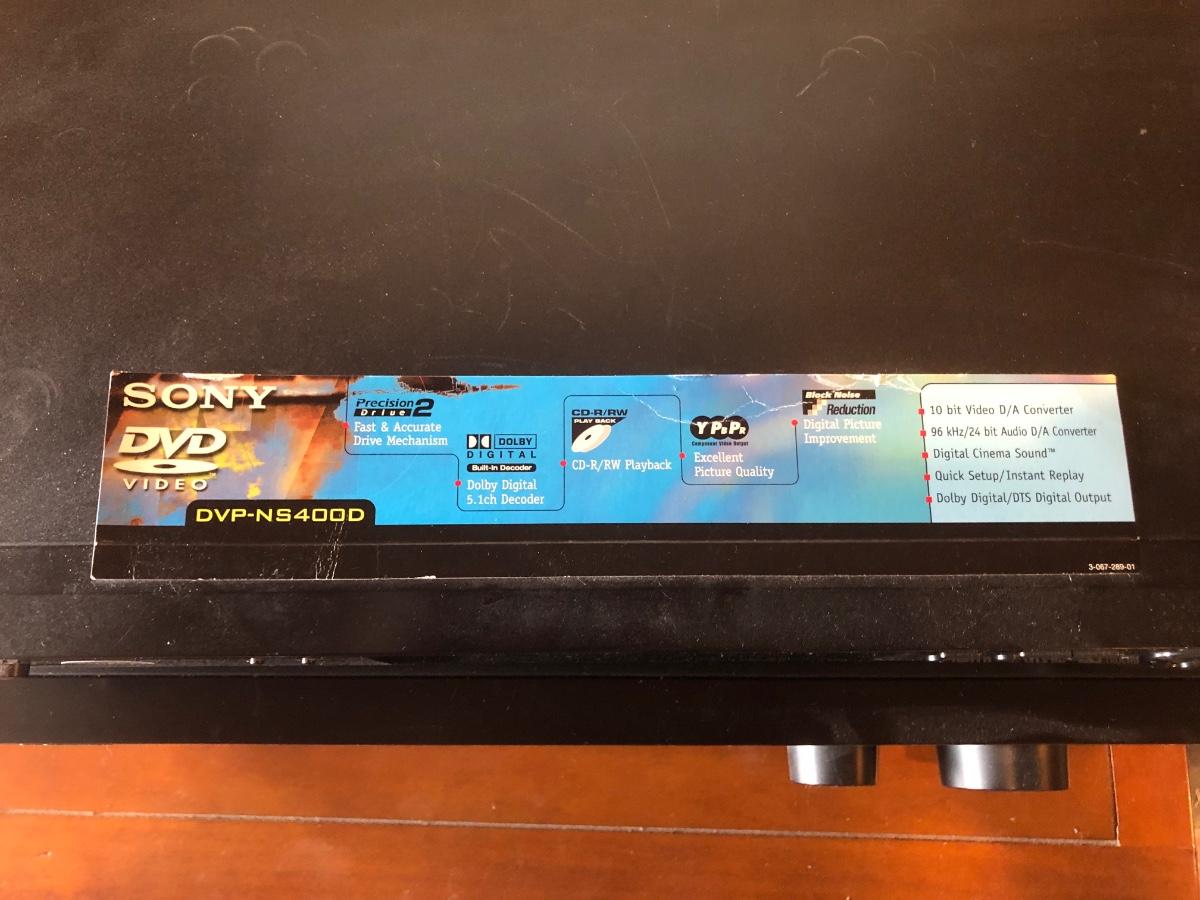 SONY
DVD
VIDEO
DVP-NS400D
Precision
Drive 2
Fast & Accurate
Drive Mechanism
DOLBY
DIGITAL
Built-In Decoder
Dolby Digital
5.1ch Decoder
CD-R/RW
PLAY BACK
CD-R/RW Playback
Y PB PR
Component Video Output
Excellent
Picture Quality
Block Noise
Reduction
Digital Picture
Improvement
10 bit Video D/A Converter
96 kHz/24 bit Audio D/A Converter
Digital Cinema Sound™
Quick Setup/Instant Replay
Dolby Digital/DTS Digital Output
3-067-289-01